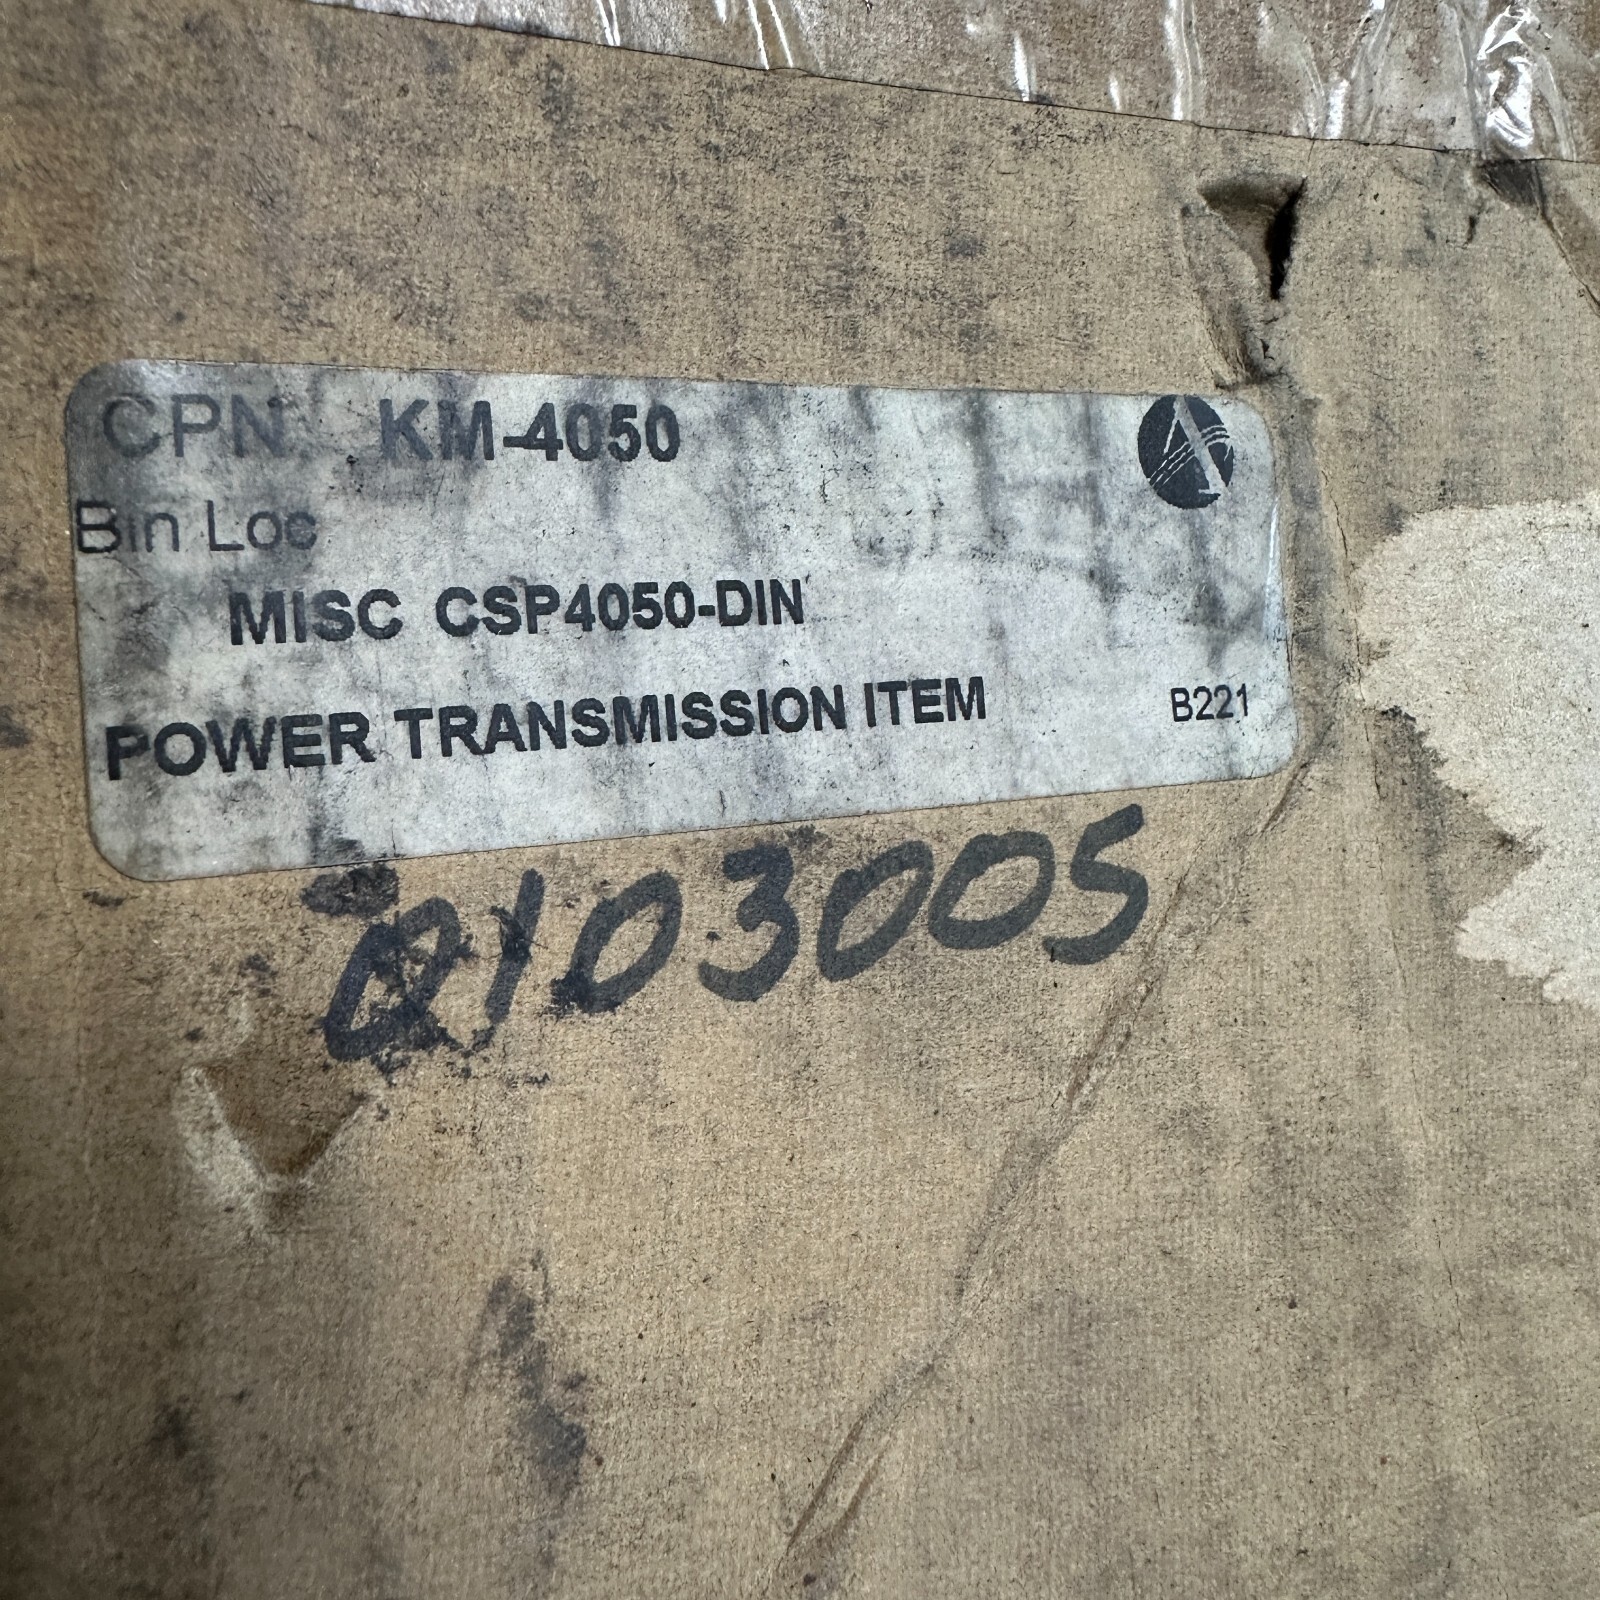 CPN KM-4050
Bin Loc
MISC CSP4050-DIN
POWER TRANSMISSION ITEM B221
0103005